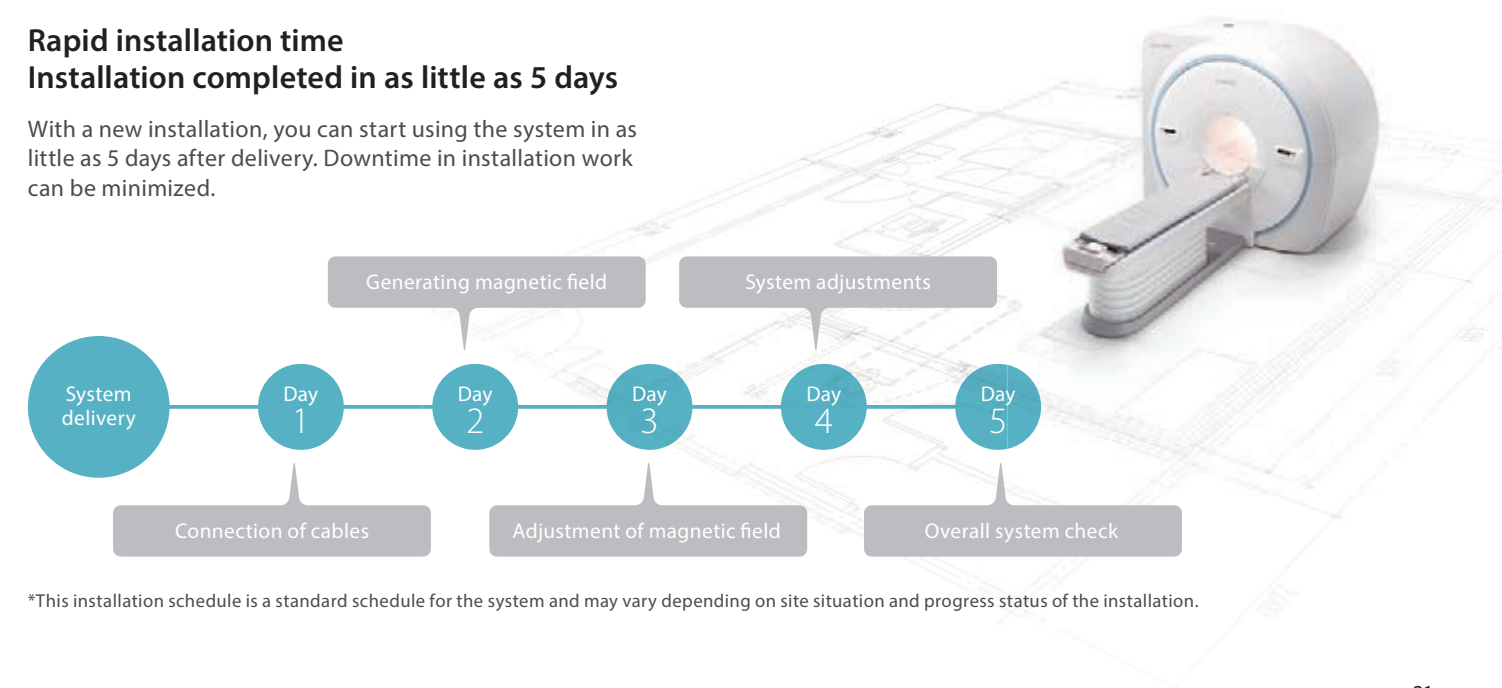 Rapid installation time
Installation completed in as little as 5 days
With a new installation, you can start using the system in as
little as 5 days after delivery. Downtime in installation work
can be minimized.
Generating magnetic field
System adjustments
System
delivery
Day
1
Day
2
Day
3
Day
4
Day
5
Connection of cables
Adjustment of magnetic field
Overall system check
*This installation schedule is a standard schedule for the system and may vary depending on site situation and progress status of the installation.